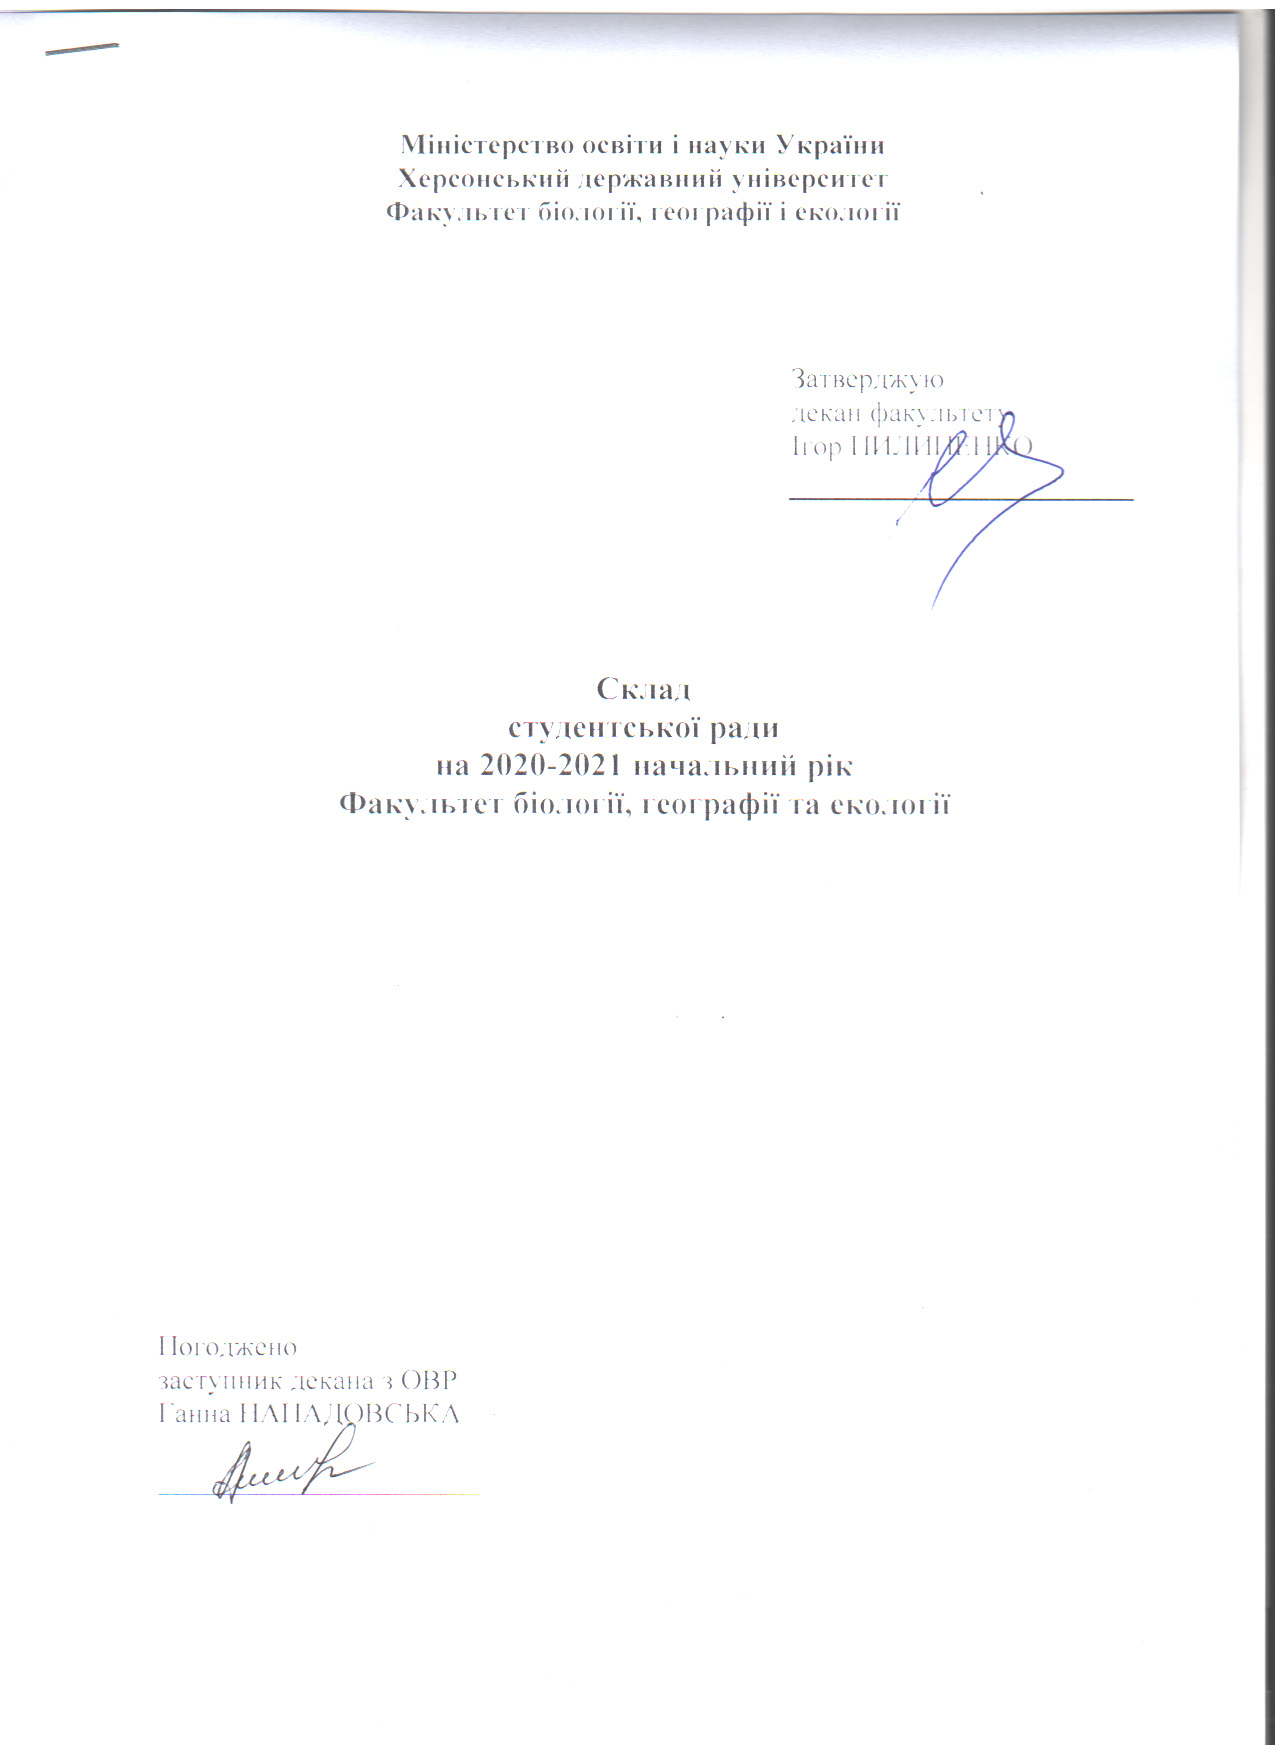 Міністерство освіти і науки України
Херсонський державний університет
Факультет біології, географії і екології
Затверджую
декан факультету
Ігор ПИЛИПЕНКО
Склад
студентської ради
на 2020-2021 начальний рік
Факультет біології, географії та екології
Погоджено
заступник декана з ОВР
Ганна НАПАДОВСЬКА